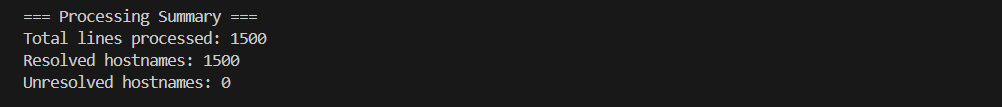 === Processing Summary ===
Total lines processed: 1500
Resolved hostnames: 1500
Unresolved hostnames: 0